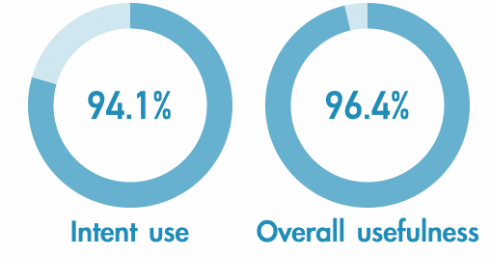 94.1% 96.4%
Intent use Overall usefulness